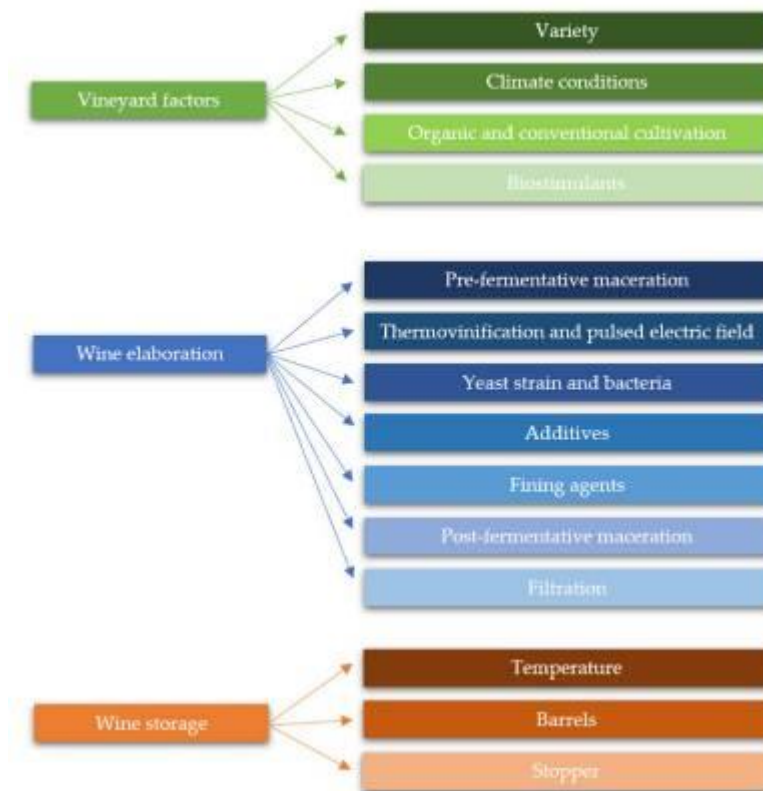 Vineyard factors
Variety
Climate conditions
Organic and conventional cultivation
Biostimulants
Wine elaboration
Pre-fermentative maceration
Thermovinification and pulsed electric field
Yeast strain and bacteria
Additives
Fining agents
Post-fermentative maceration
Filtration
Wine storage
Temperature
Barrels
Stopper